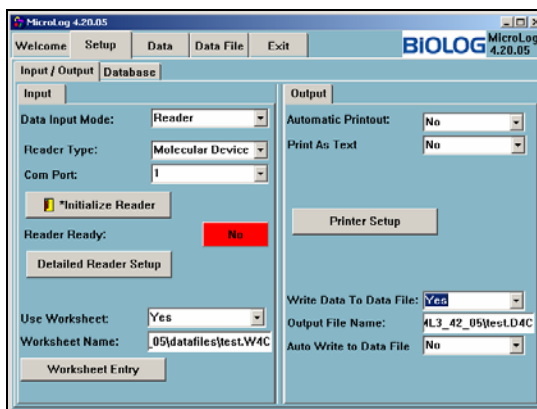 MicroLog 4.20.05
Welcome Setup Data Data File Exit
BiOLOG MicroLog 4.20.05
Input / Output Database
Input
Data Input Mode: Reader
Reader Type: Molecular Device
Com Port: 1
*Initialize Reader
Reader Ready: No
Detailed Reader Setup
Use Worksheet: Yes
Worksheet Name: _05\datafiles\test.W4C
Worksheet Entry
Output
Automatic Printout: No
Print As Text No
Printer Setup
Write Data To Data File: Yes
Output File Name: ML3_42_05\test.D4C
Auto Write to Data File No